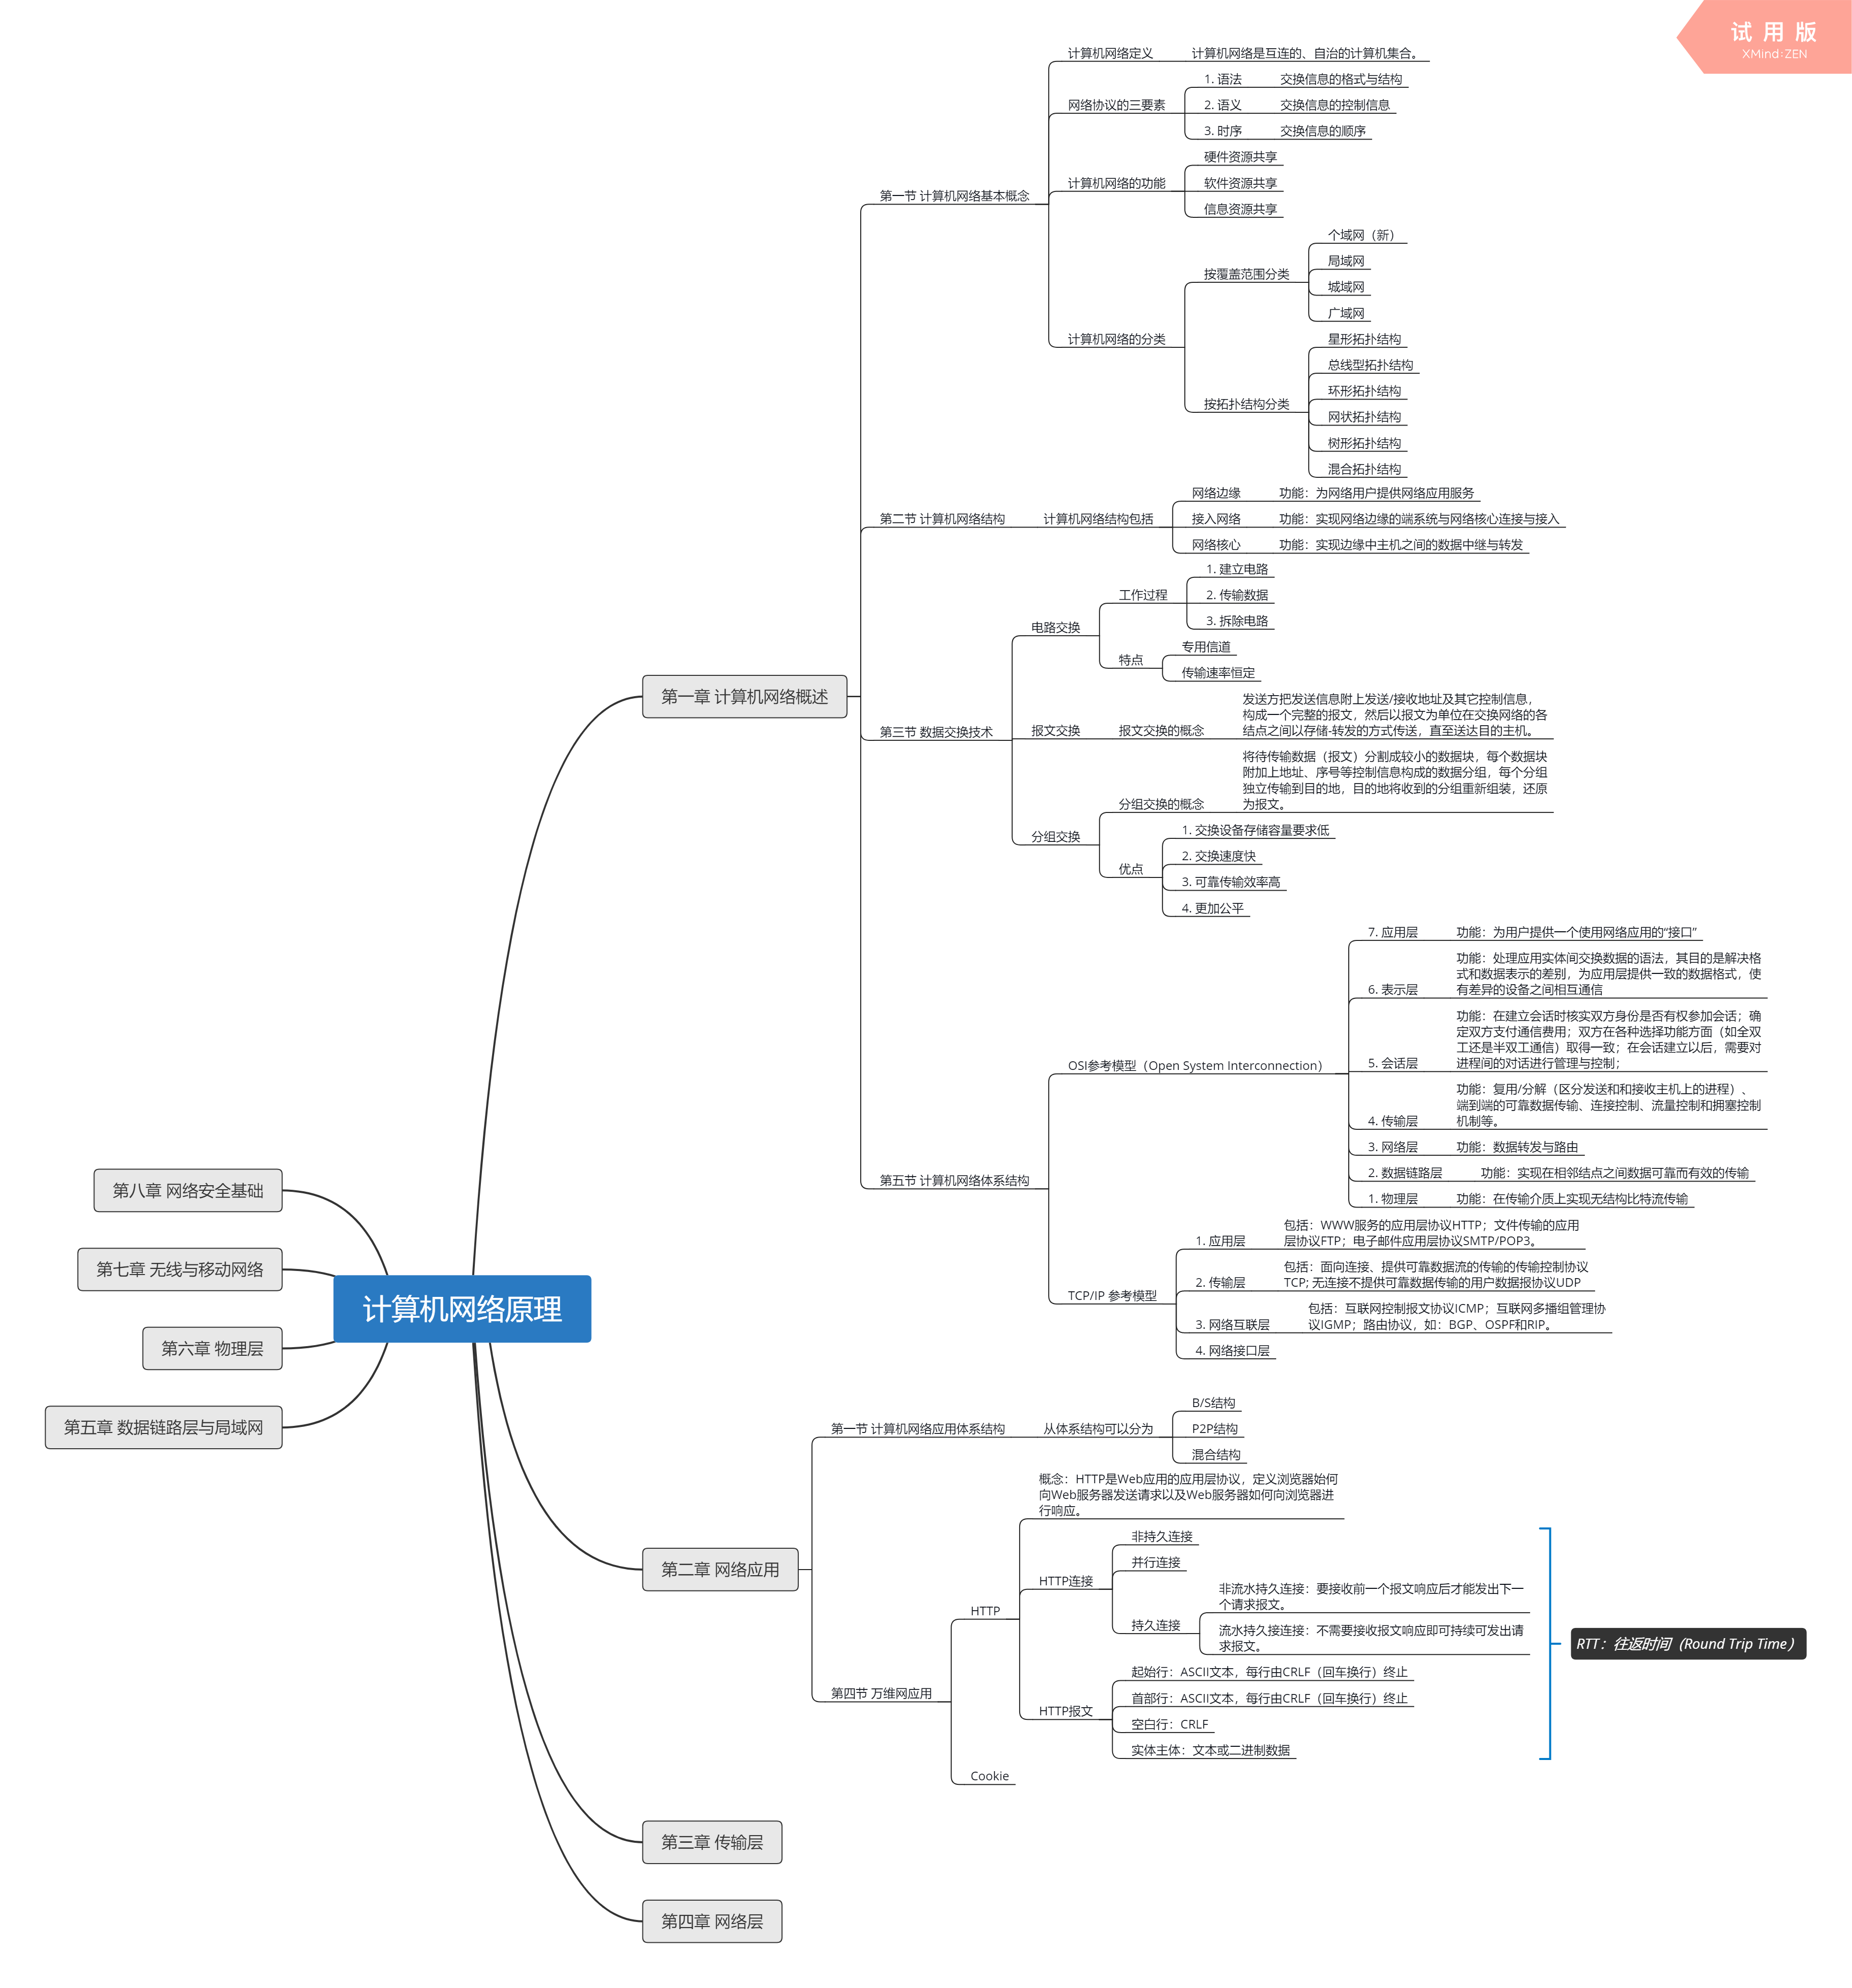 试 用 版
XMind:ZEN
计算机网络原理
第一章 计算机网络概述
第一节 计算机网络基本概念
计算机网络定义
计算机网络是互连的、自治的计算机集合。
网络协议的三要素
1. 语法
交换信息的格式与结构
2. 语义
交换信息的控制信息
3. 时序
交换信息的顺序
计算机网络的功能
硬件资源共享
软件资源共享
信息资源共享
计算机网络的分类
按覆盖范围分类
个域网（新）
局域网
城域网
广域网
按拓扑结构分类
星形拓扑结构
总线型拓扑结构
环形拓扑结构
网状拓扑结构
树形拓扑结构
混合拓扑结构
第二节 计算机网络结构
计算机网络结构包括
网络边缘
功能：为网络用户提供网络应用服务
接入网络
功能：实现网络边缘的端系统与网络核心连接与接入
网络核心
功能：实现边缘中主机之间的数据中继与转发
第三节 数据交换技术
电路交换
工作过程
1. 建立电路
2. 传输数据
3. 拆除电路
特点
专用信道
传输速率恒定
报文交换
报文交换的概念
发送方把发送信息附上发送/接收地址及其它控制信息，
构成一个完整的报文，然后以报文为单位在交换网络的各
结点之间以存储-转发的方式传送，直至送达目的主机。
分组交换
分组交换的概念
将待传输数据（报文）分割成较小的数据块，每个数据块
附加上地址、序号等控制信息构成的数据分组，每个分组
独立传输到目的地，目的地将收到的分组重新组装，还原
为报文。
优点
1. 交换设备存储容量要求低
2. 交换速度快
3. 可靠传输效率高
4. 更加公平
第五节 计算机网络体系结构
OSI参考模型（Open System Interconnection）
7. 应用层
功能：为用户提供一个使用网络应用的“接口”
6. 表示层
功能：处理应用实体间交换数据的语法，其目的是解决格
式和数据表示的差别，为应用层提供一致的数据格式，使
有差异的设备之间相互通信
5. 会话层
功能：在建立会话时核实双方身份是否有权参加会话；确
定双方支付通信费用；双方在各种选择功能方面（如全双
工还是半双工通信）取得一致；在会话建立以后，需要对
进程间的对话进行管理与控制；
4. 传输层
功能：复用/分解（区分发送和和接收主机上的进程）、
端到端的可靠数据传输、连接控制、流量控制和拥塞控制
机制等。
3. 网络层
功能：数据转发与路由
2. 数据链路层
功能：实现在相邻结点之间数据可靠而有效的传输
1. 物理层
功能：在传输介质上实现无结构比特流传输
TCP/IP 参考模型
1. 应用层
包括：WWW服务的应用层协议HTTP；文件传输的应用
层协议FTP；电子邮件应用层协议SMTP/POP3。
2. 传输层
包括：面向连接、提供可靠数据流的传输的传输控制协议
TCP; 无连接不提供可靠数据传输的用户数据报协议UDP
3. 网络互联层
包括：互联网控制报文协议ICMP；互联网多播组管理协
议IGMP；路由协议，如：BGP、OSPF和RIP。
4. 网络接口层
第二章 网络应用
第一节 计算机网络应用体系结构
从体系结构可以分为
B/S结构
P2P结构
混合结构
第四节 万维网应用
HTTP
概念：HTTP是Web应用的应用层协议，定义浏览器始何
向Web服务器发送请求以及Web服务器如何向浏览器进
行响应。
HTTP连接
非持久连接
并行连接
持久连接
非流水持久连接：要接收前一个报文响应后才能发出下一
个请求报文。
流水持久接连接：不需要接收报文响应即可持续可发出请
求报文。
HTTP报文
起始行：ASCII文本，每行由CRLF（回车换行）终止
首部行：ASCII文本，每行由CRLF（回车换行）终止
空白行：CRLF
实体主体：文本或二进制数据
RTT：往返时间（Round Trip Time）
Cookie
第三章 传输层
第四章 网络层
第八章 网络安全基础
第七章 无线与移动网络
第六章 物理层
第五章 数据链路层与局域网